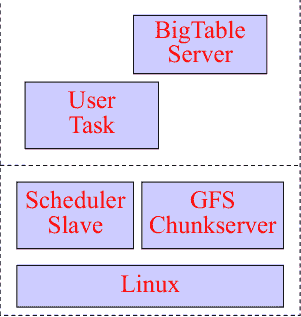 BigTable
Server
User
Task
Scheduler
Slave
GFS
Chunkserver
Linux